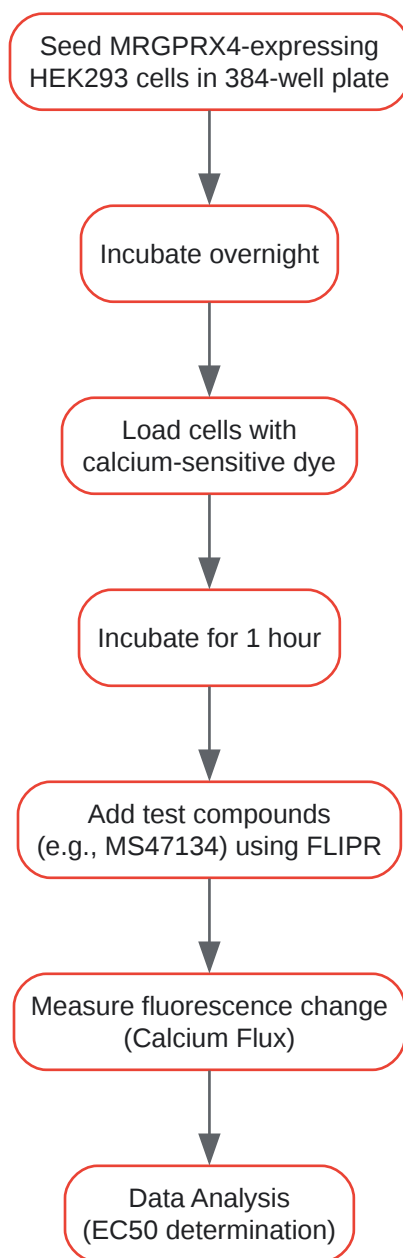 Seed MRGPRX4-expressing
HEK293 cells in 384-well plate
Incubate overnight
Load cells with
calcium-sensitive dye
Incubate for 1 hour
Add test compounds
(e.g., MS47134) using FLIPR
Measure fluorescence change
(Calcium Flux)
Data Analysis
(EC50 determination)